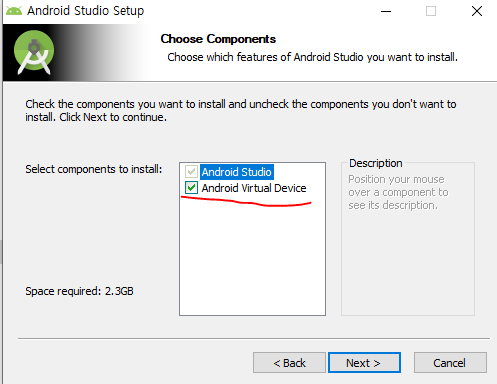 Android Studio Setup
Choose Components
Choose which features of Android Studio you want to install.
Check the components you want to install and uncheck the components you don't want to
install. Click Next to continue.
Select components to install:
Android Studio
Android Virtual Device
Description
Position your mouse
over a component to
see its description.
Space required: 2.3GB
< Back
Next >
Cancel